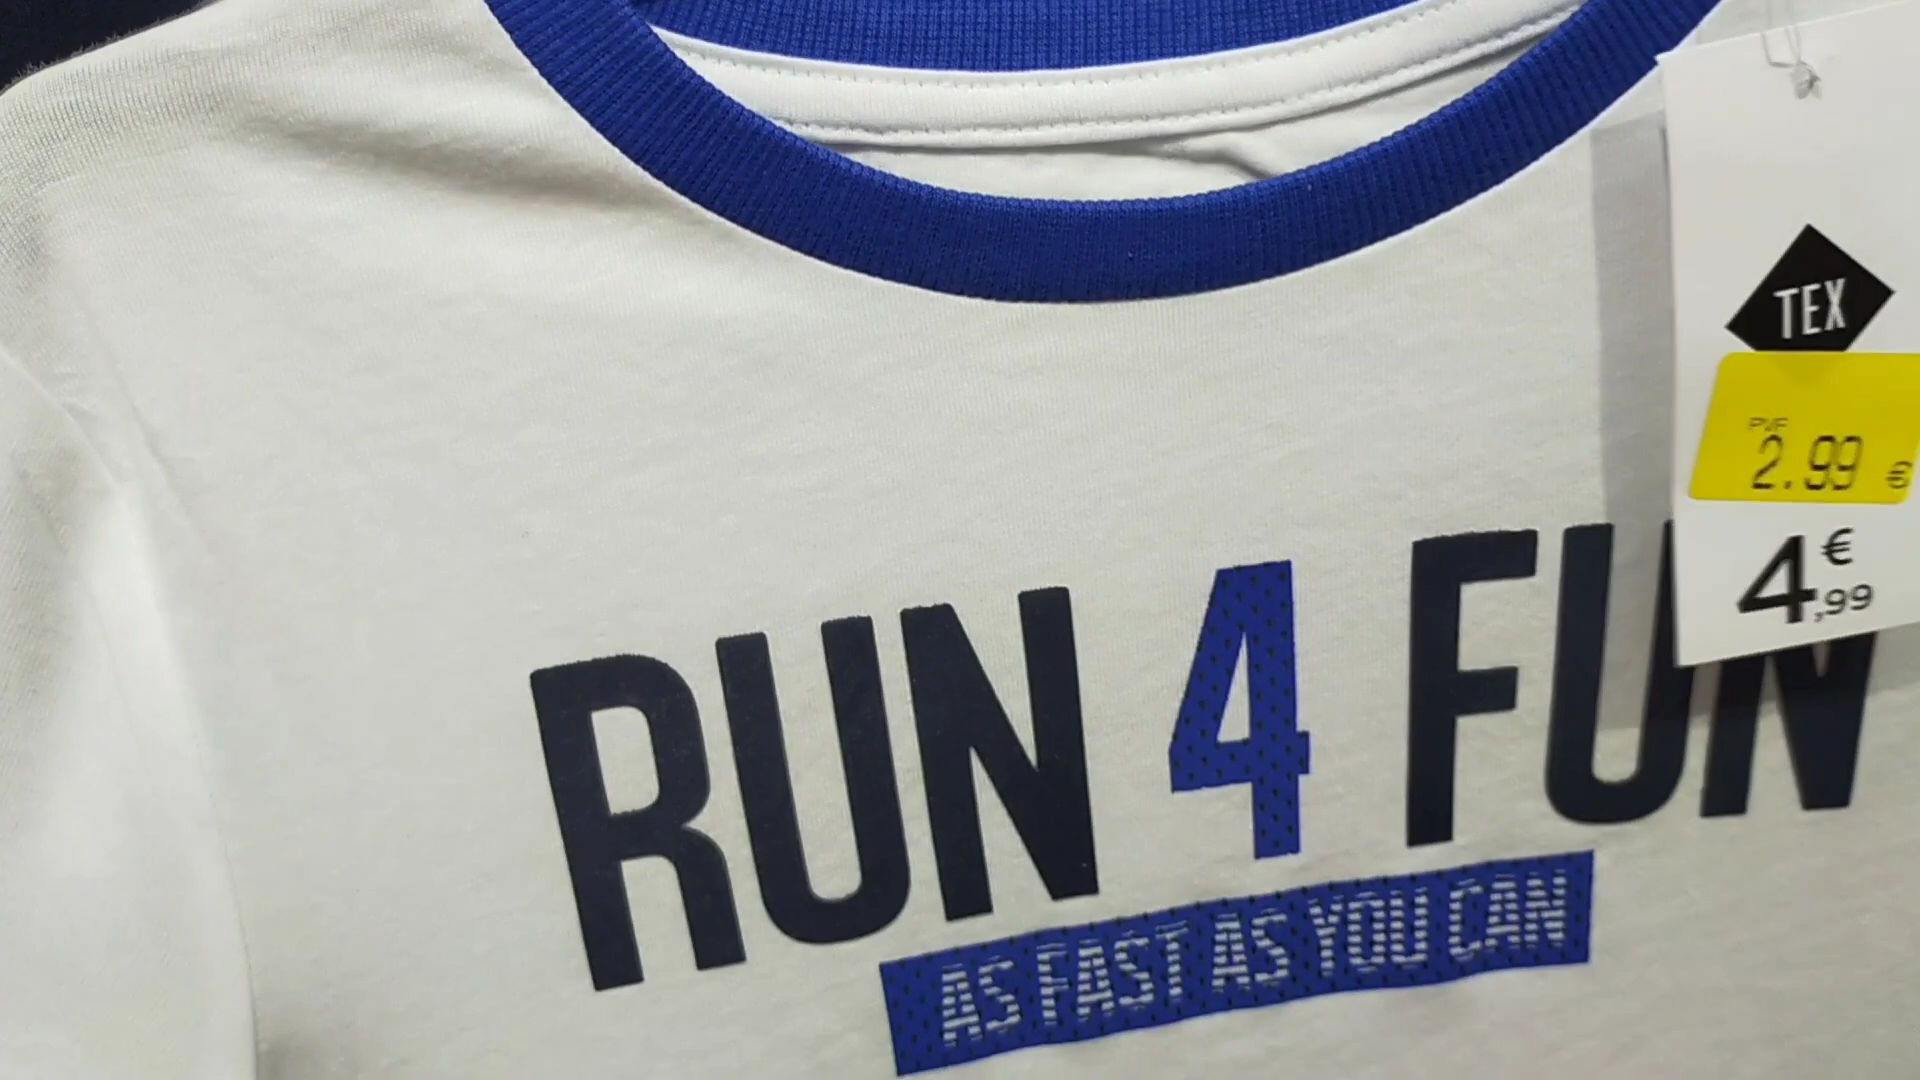 TEX
PVF
2.99 €
4€,99
RUN 4 FUN
AS FAST AS YOU CAN